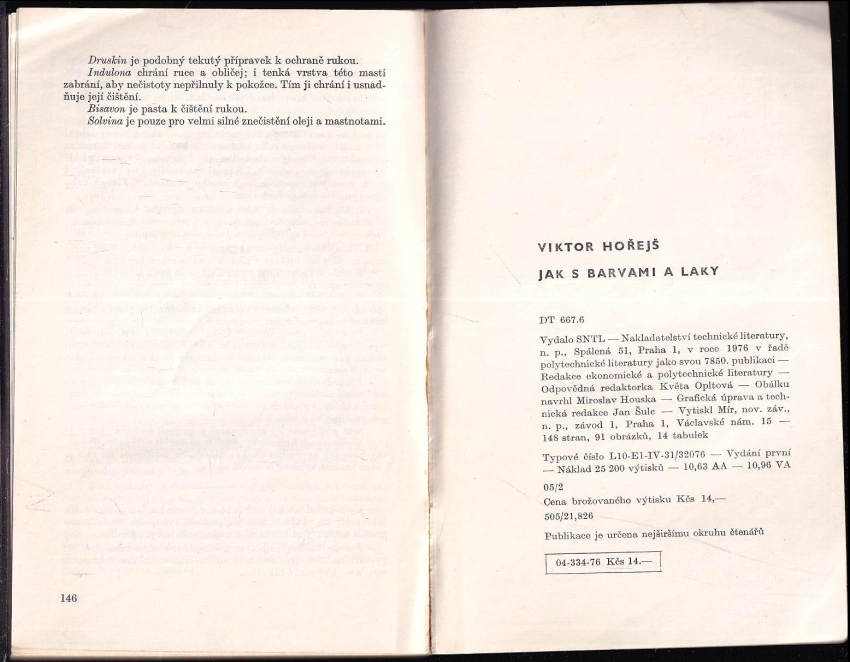 Druskin je podobný tekutý přípravek k ochraně rukou.
Indulona chrání ruce a obličej; i tenká vrstva této masti
zabrání, aby nečistoty nepřilnuly k pokožce. Tím ji chrání i usnad-
ňuje její čištění.
Bisavon je pasta k čištění rukou.
Solvina je pouze pro velmi silné znečistění oleji a mastnotami.
146
VIKTOR HOŘEJŠ
JAK S BARVAMI A LAKY
DT 667.6
Vydalo SNTL — Nakladatelství technické literatury,
n. p., Spálená 51, Praha 1, v roce 1976 v řadě
polytechnické literatury jako svou 7850. publikaci —
Redakce ekonomické a polytechnické literatury —
Odpovědná redaktorka Květa Opltová — Obálku
navrhl Miroslav Houska — Grafická úprava a tech-
nická redakce Jan Šulc — Vytiskl Mír, nov. záv.,
n. p., závod 1, Praha 1, Václavské nám. 15 —
148 stran, 91 obrázků, 14 tabulek
Typové číslo L10-E1-IV-31/32076 — Vydání první
— Náklad 25 200 výtisků — 10,63 AA — 10,96 VA
05/2
Cena brožovaného výtisku Kčs 14,—
505/21,826
Publikace je určena nejširšímu okruhu čtenářů
04-334-76 Kčs 14.—